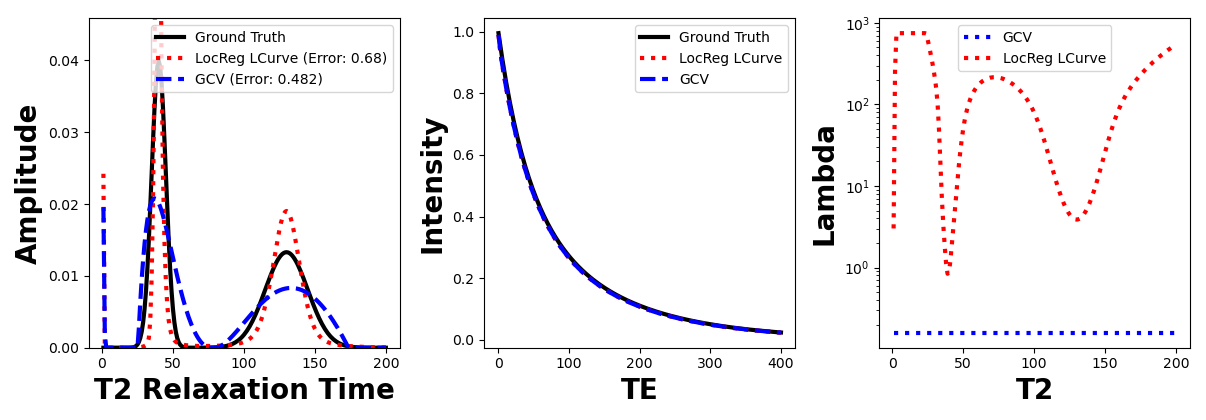 Amplitude
0.04
0.03
0.02
0.01
0.00
0
50
100
150
200
T2 Relaxation Time
Ground Truth
LocReg LCurve (Error: 0.68)
GCV (Error: 0.482)
Intensity
1.0
0.8
0.6
0.4
0.2
0.0
0
100
200
300
400
TE
Ground Truth
LocReg LCurve
GCV
Lambda
10³
10²
10¹
10⁰
0
50
100
150
200
T2
GCV
LocReg LCurve